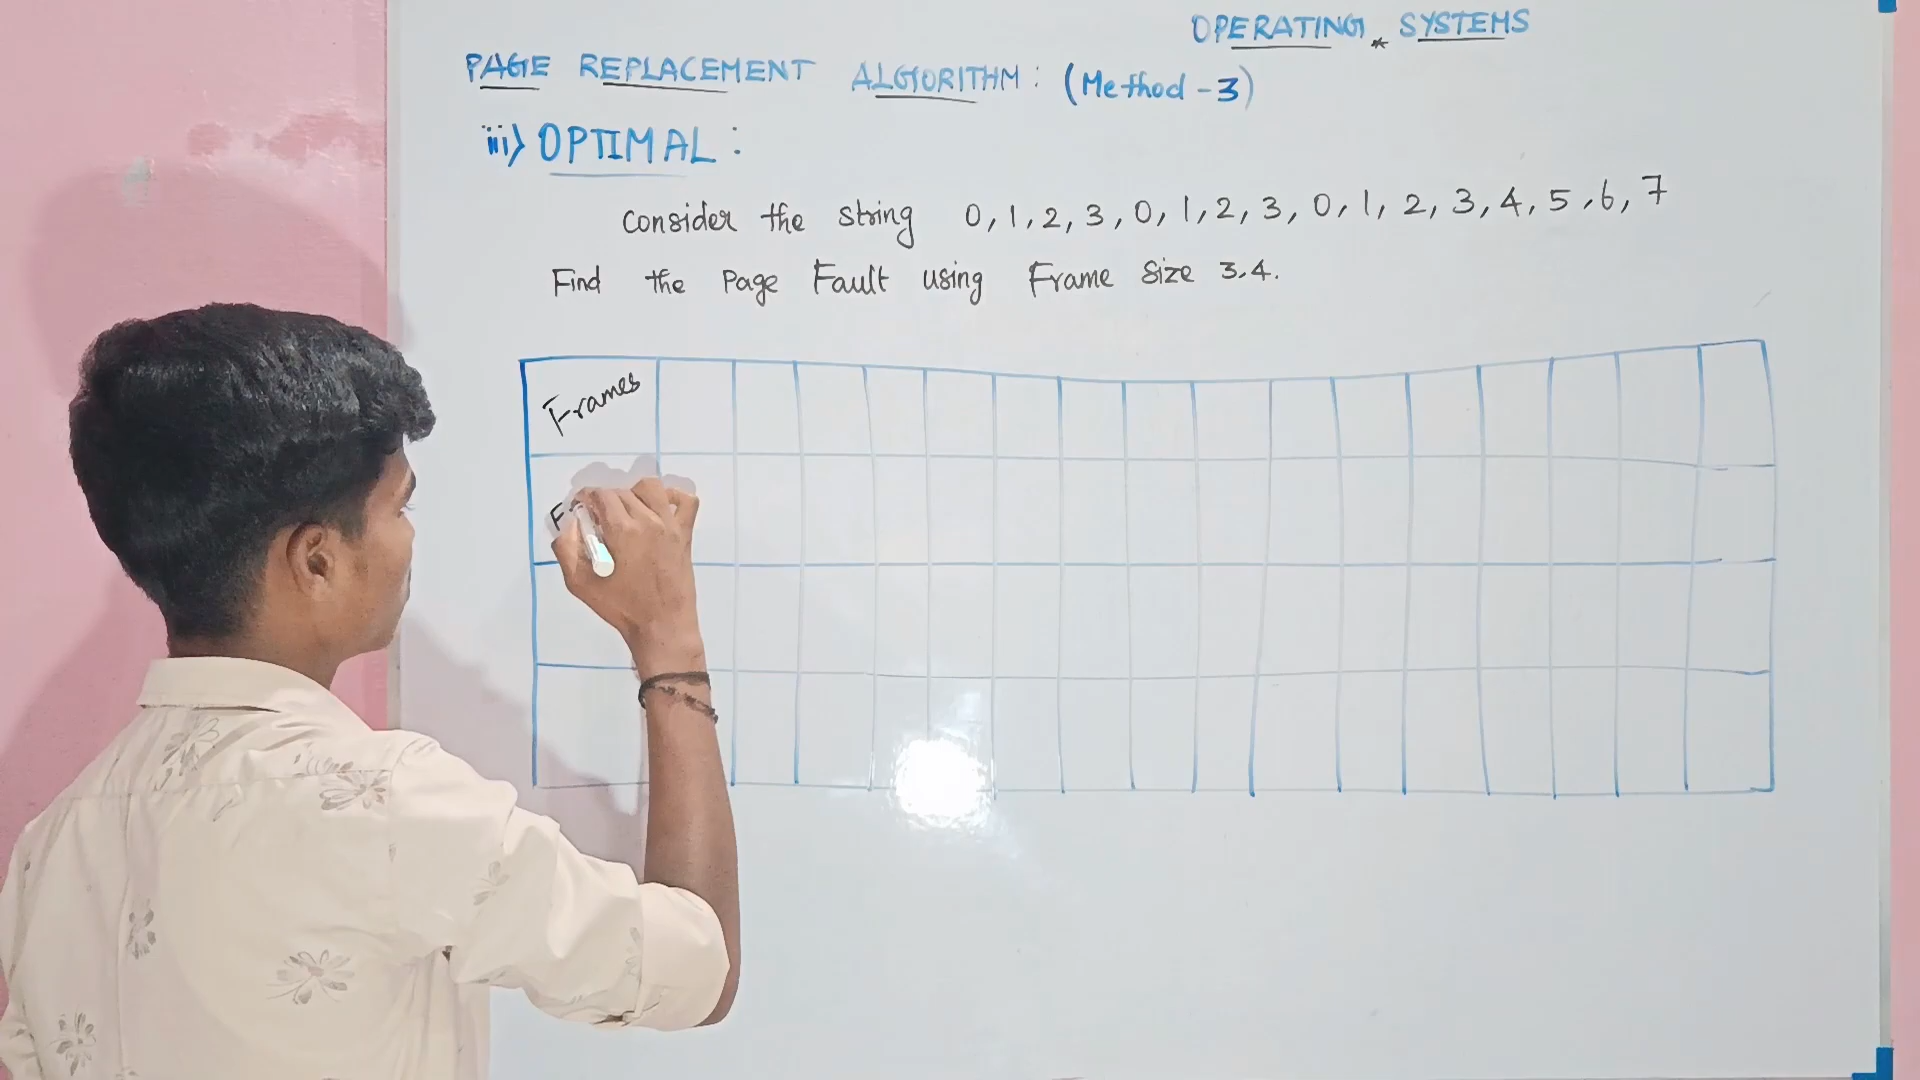 OPERATING SYSTEMS
PAGE REPLACEMENT ALGORITHM: (Method-3)
iii) OPTIMAL:
Consider the string 0, 1, 2, 3, 0, 1, 2, 3, 0, 1, 2, 3, 4, 5, 6, 7
Find the Page Fault using Frame Size 3,4.
Frames
F